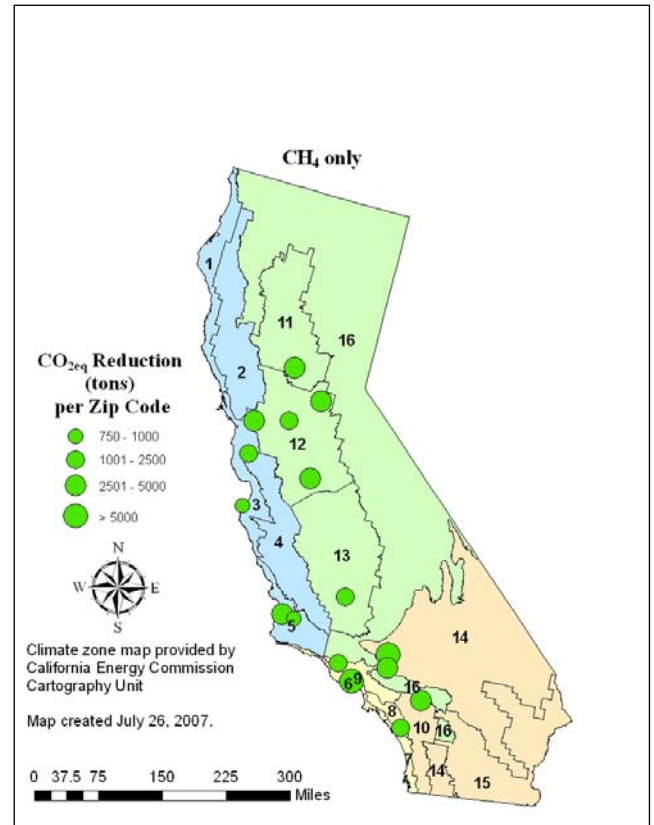 CH₄ only
1
11
16
2
12
3
4
13
5
14
9
6
16
8
10
16
14
15
7
CO₂eq Reduction
(tons)
per Zip Code
750 - 1000
1001 - 2500
2501 - 5000
> 5000
N
W E
S
Climate zone map provided by
California Energy Commission
Cartography Unit
Map created July 26, 2007.
0 37.5 75 150 225 300
Miles